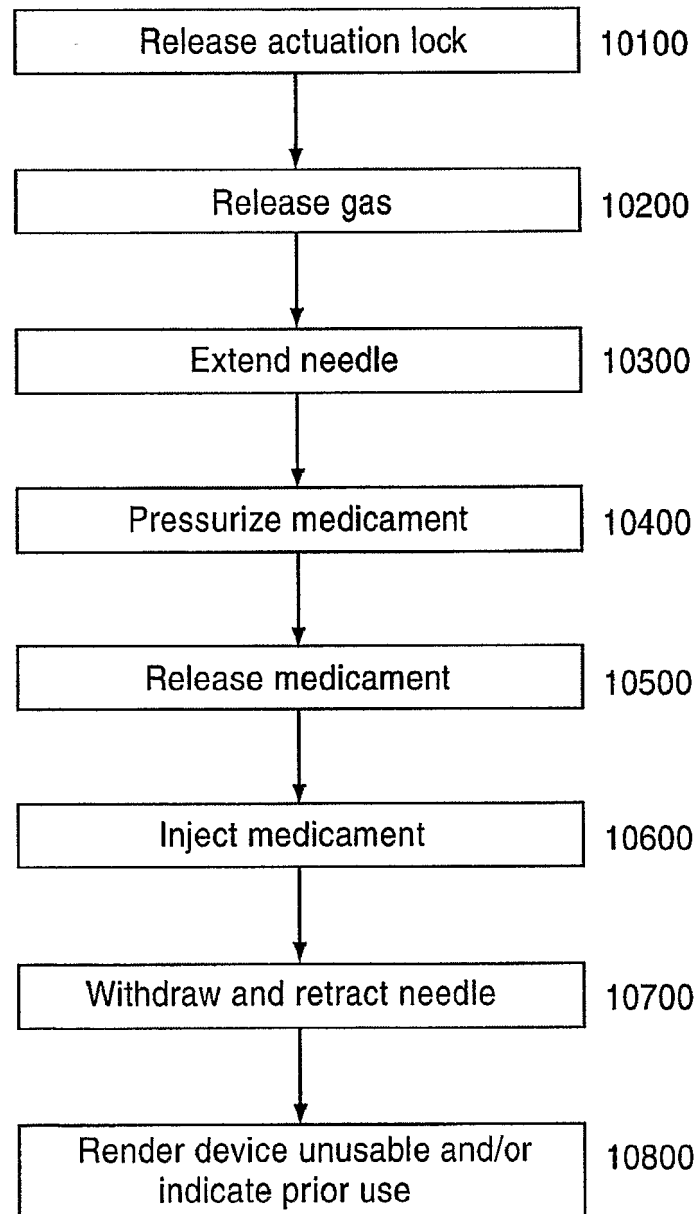 Release actuation lock 10100
Release gas 10200
Extend needle 10300
Pressurize medicament 10400
Release medicament 10500
Inject medicament 10600
Withdraw and retract needle 10700
Render device unusable and/or 10800
indicate prior use